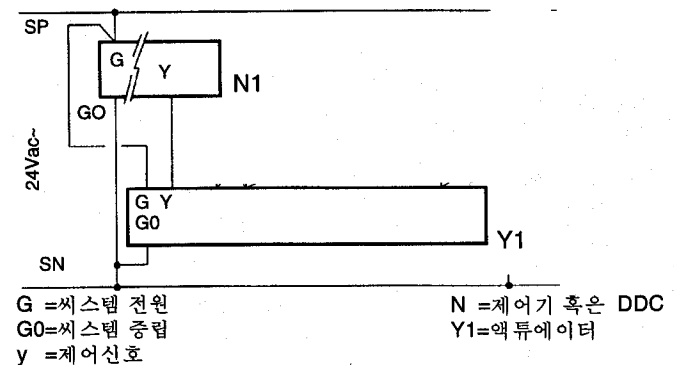 SP
G
Y
N1
GO
24Vac~
G Y
G0
Y1
SN
G =씨스템 전원
G0=씨스템 중립
y =제어신호
N =제어기 혹은 DDC
Y1=액튜에이터